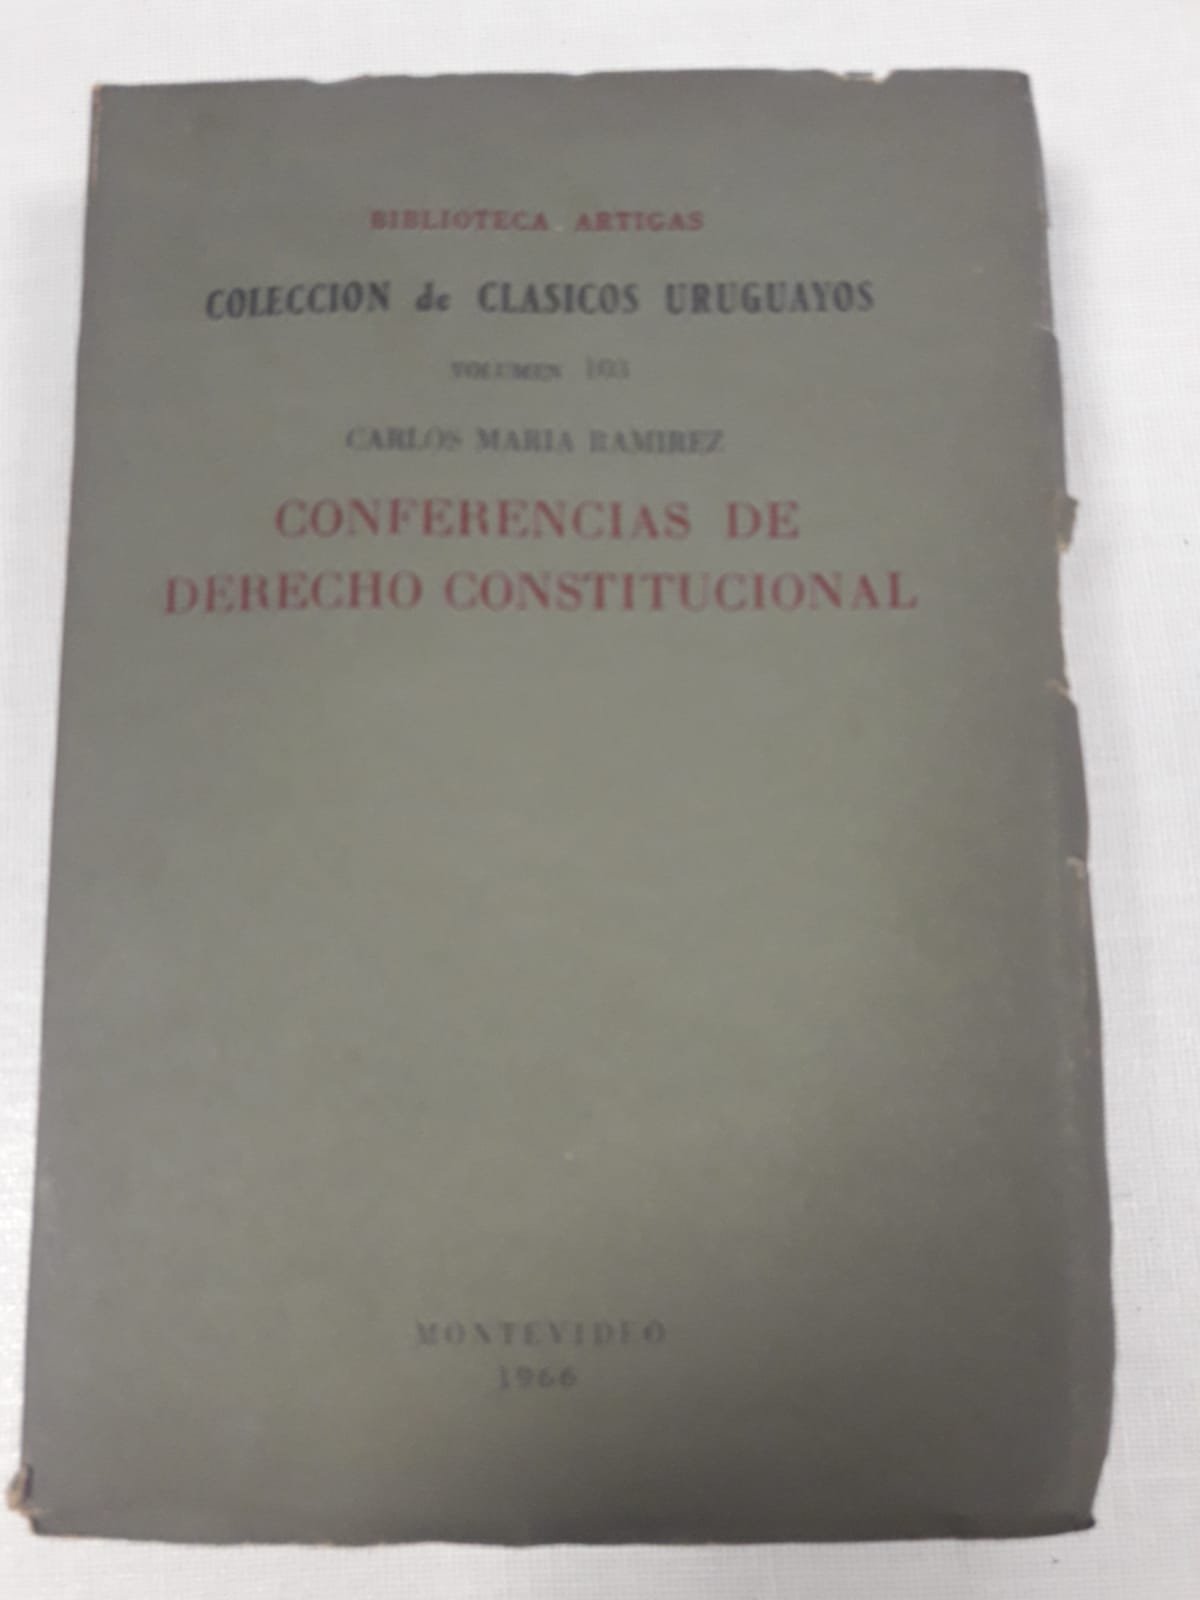 BIBLIOTECA ARTIGAS
COLECCION de CLASICOS URUGUAYOS
VOLUMEN 103
CARLOS MARIA RAMIREZ
CONFERENCIAS DE
DERECHO CONSTITUCIONAL
MONTEVIDEO
1966